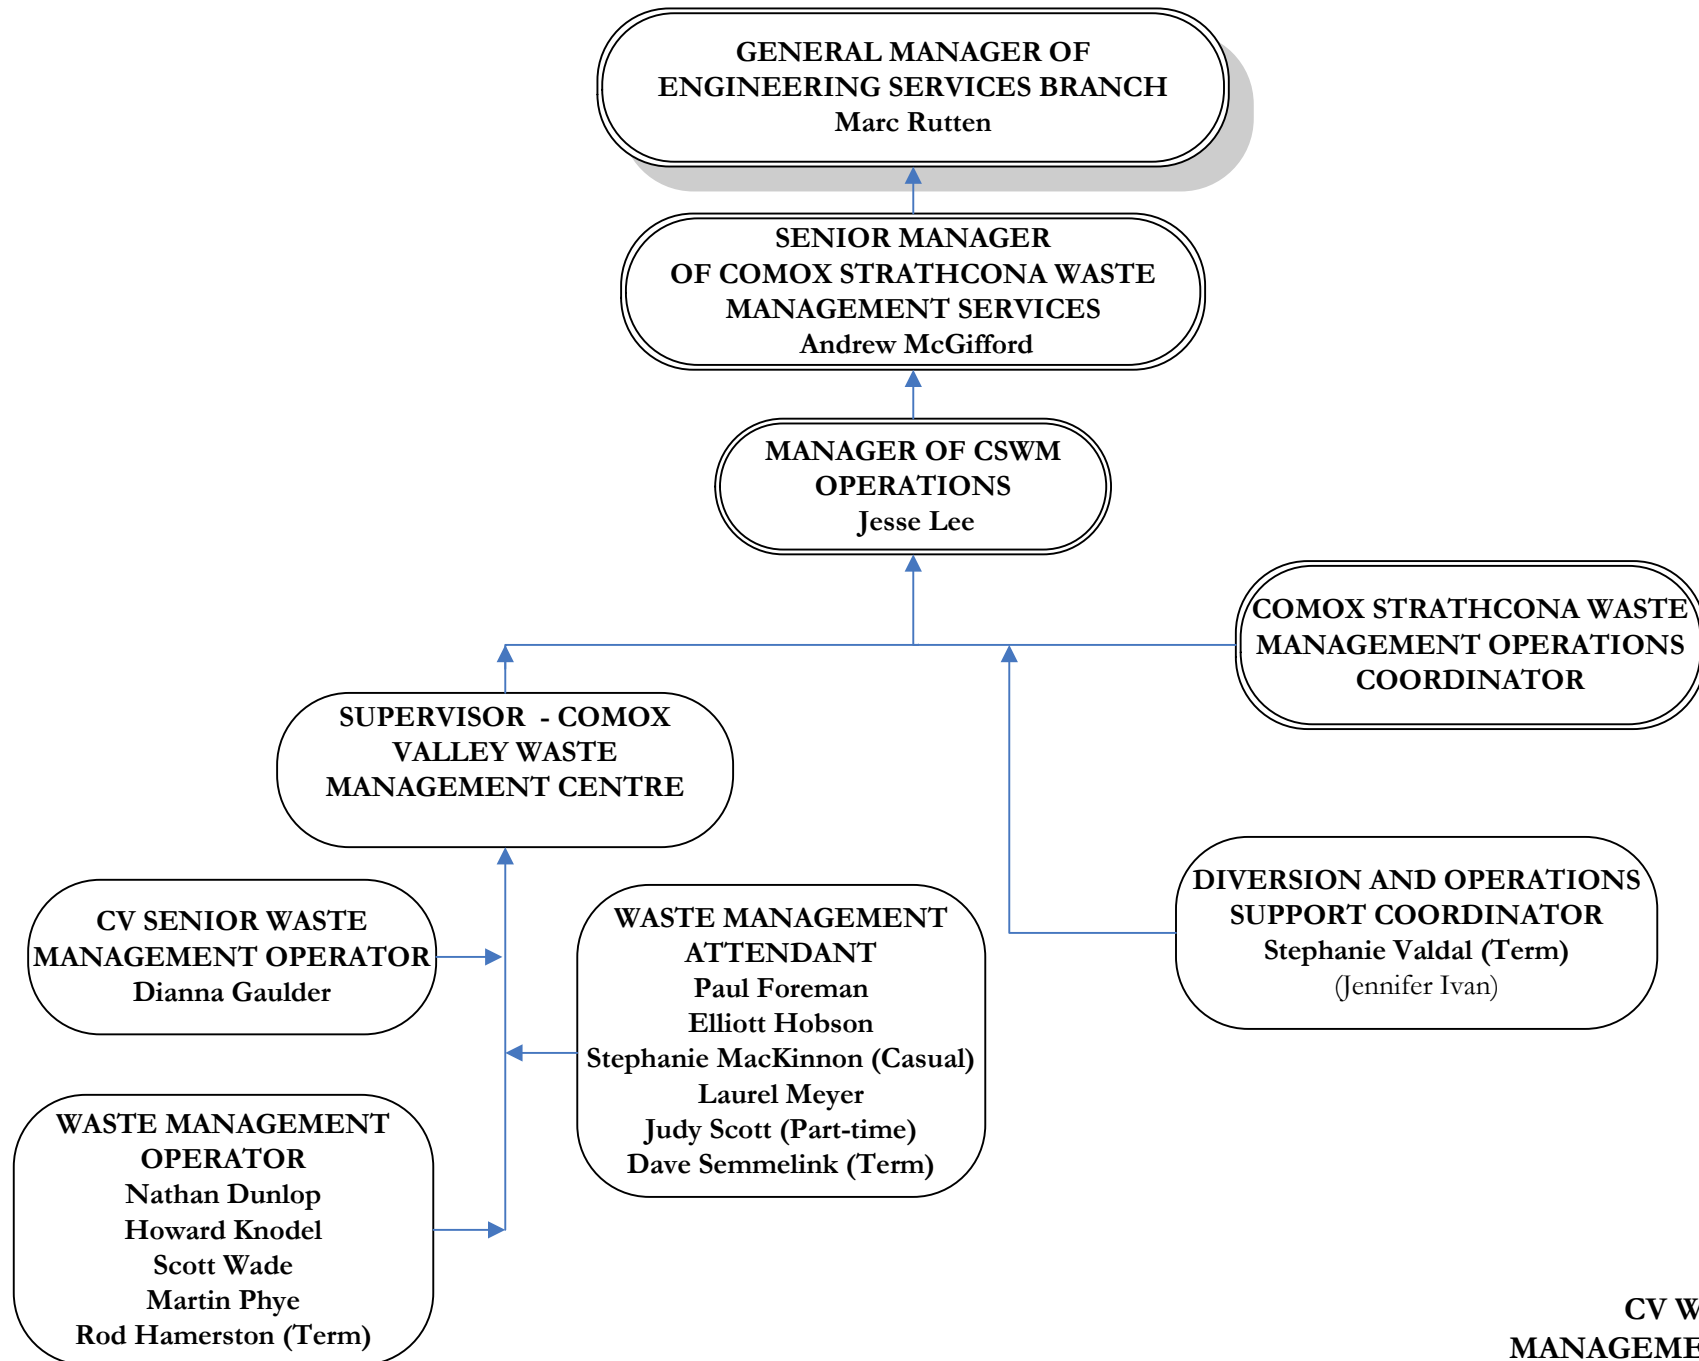 GENERAL MANAGER OF
ENGINEERING SERVICES BRANCH
Marc Rutten
SENIOR MANAGER
OF COMOX STRATHCONA WASTE
MANAGEMENT SERVICES
Andrew McGifford
MANAGER OF CSWM
OPERATIONS
Jesse Lee
COMOX STRATHCONA WASTE
MANAGEMENT OPERATIONS
COORDINATOR
SUPERVISOR - COMOX
VALLEY WASTE
MANAGEMENT CENTRE
DIVERSION AND OPERATIONS
SUPPORT COORDINATOR
Stephanie Valdal (Term)
(Jennifer Ivan)
CV SENIOR WASTE
MANAGEMENT OPERATOR
Dianna Gaulder
WASTE MANAGEMENT
ATTENDANT
Paul Foreman
Elliott Hobson
Stephanie MacKinnon (Casual)
Laurel Meyer
Judy Scott (Part-time)
Dave Semmelink (Term)
WASTE MANAGEMENT
OPERATOR
Nathan Dunlop
Howard Knodel
Scott Wade
Martin Phye
Rod Hamerston (Term)
CV